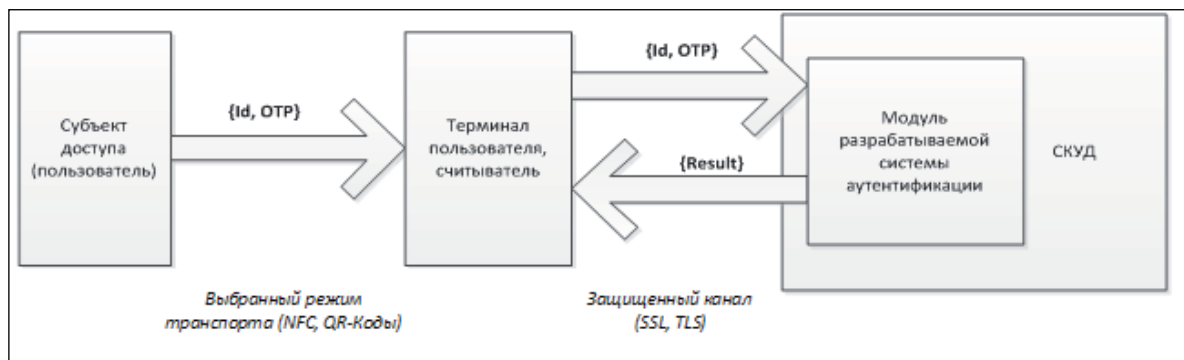 Субъект
доступа
(пользователь)
{Id, OTP}
Терминал
пользователя,
считыватель
{Id, OTP}
{Result}
Модуль
разрабатываемой
системы
аутентификации
СКУД
Выбранный режим
транспорта (NFC, QR-Коды)
Защищенный канал
(SSL, TLS)